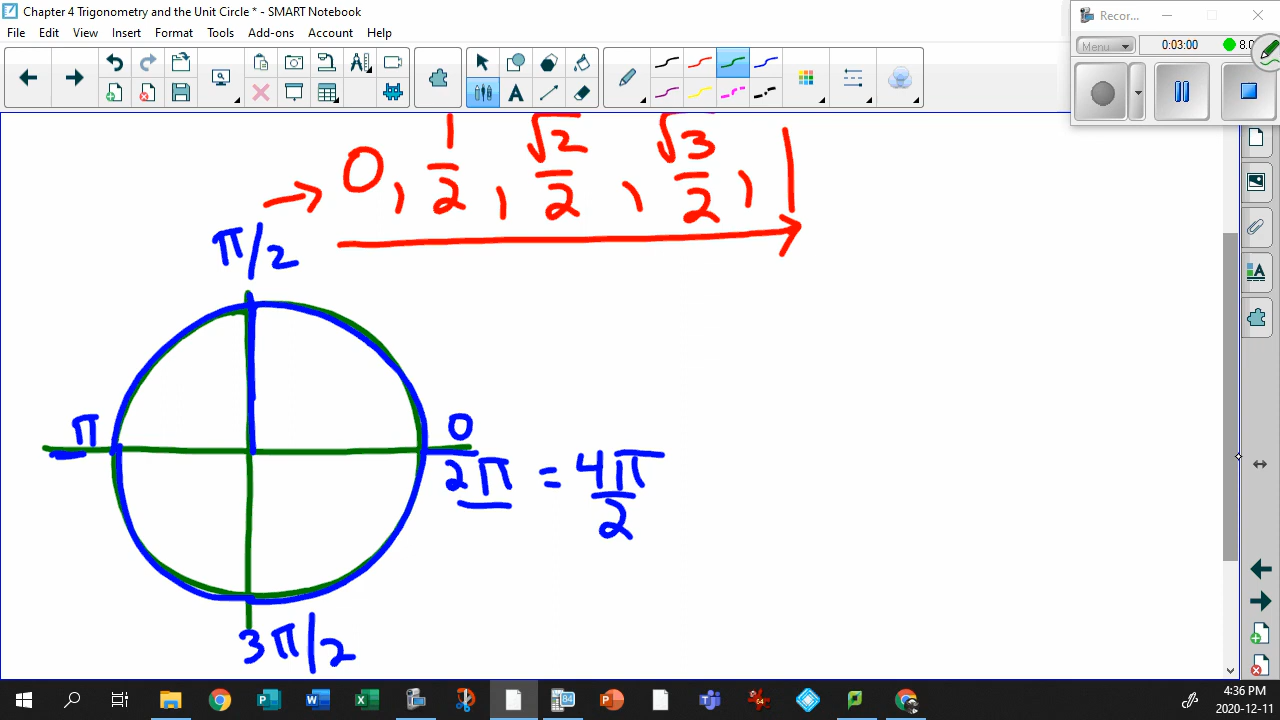 Chapter 4 Trigonometry and the Unit Circle * - SMART Notebook
File Edit View Insert Format Tools Add-ons Account Help
Recor...
Menu
0:03:00
8.0
→ 0, 1/2, √2/2, √3/2, 1
π/2
π
0
2π = 4π/2
3π/2
4:36 PM
2020-12-11